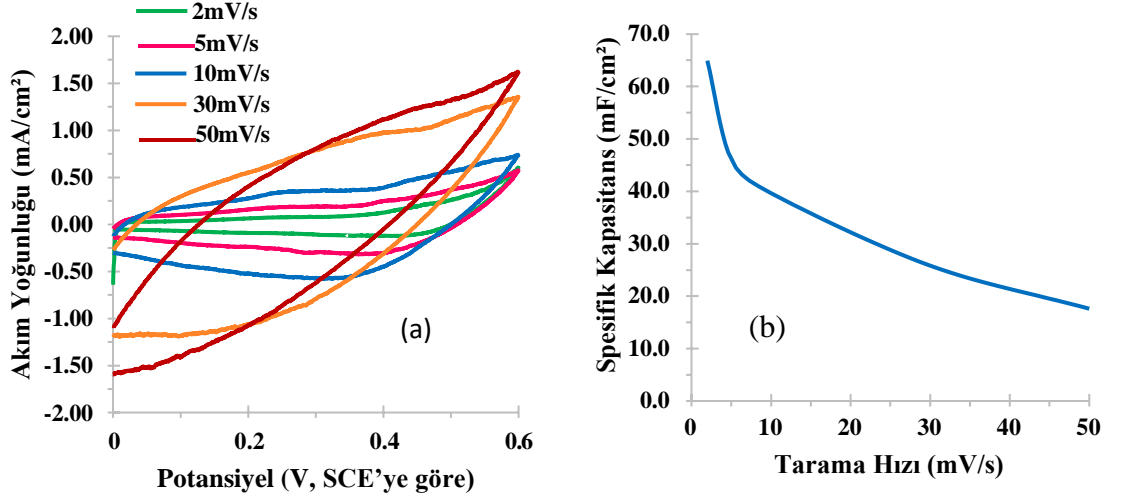 2mV/s
5mV/s
10mV/s
30mV/s
50mV/s
2.00
1.50
1.00
0.50
0.00
-0.50
-1.00
-1.50
-2.00
Akım Yoğunluğu (mA/cm²)
0
0.2
0.4
0.6
Potansiyel (V, SCE’ye göre)
(a)
70.0
60.0
50.0
40.0
30.0
20.0
10.0
0.0
Spesifik Kapasitans (mF/cm²)
0
10
20
30
40
50
Tarama Hızı (mV/s)
(b)